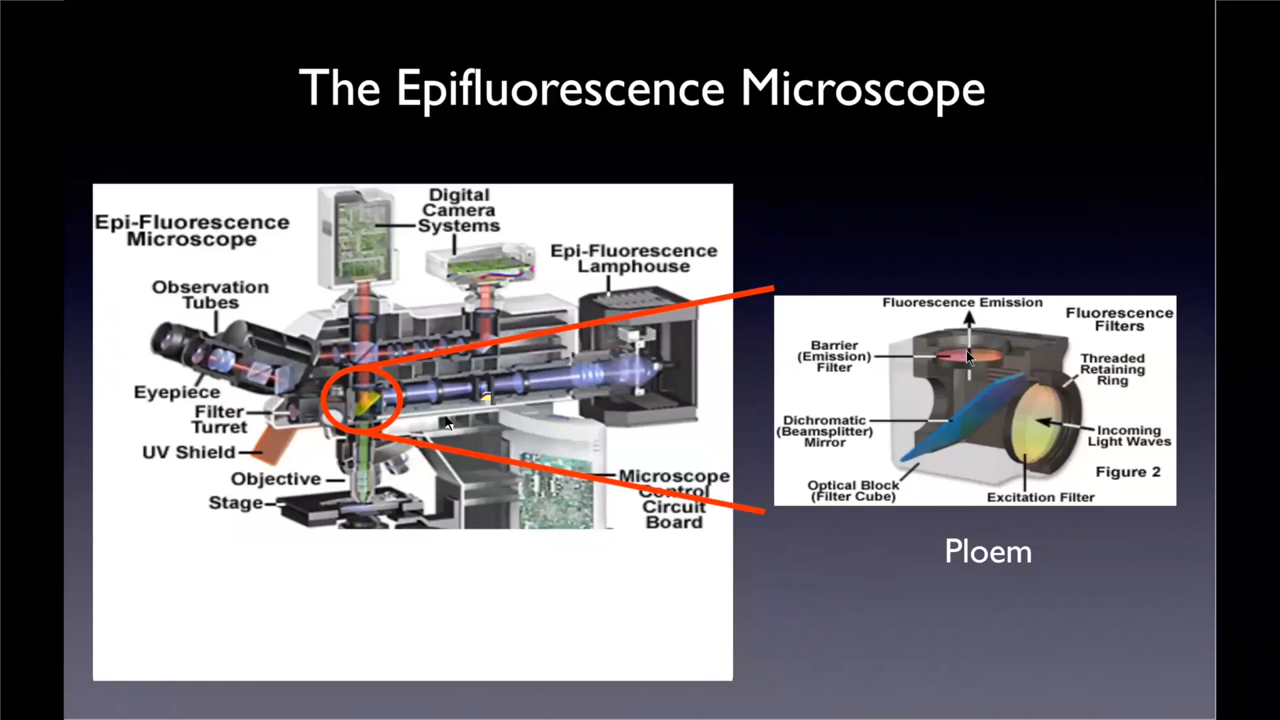 The Epifluorescence Microscope
Epi-Fluorescence
Microscope
Digital
Camera
Systems
Epi-Fluorescence
Lamphouse
Observation
Tubes
Eyepiece
Filter
Turret
UV Shield
Objective
Stage
Microscope
Control
Circuit
Board
Fluorescence Emission
Fluorescence
Filters
Barrier
(Emission)
Filter
Threaded
Retaining
Ring
Dichromatic
(Beamsplitter)
Mirror
Incoming
Light Waves
Figure 2
Optical Block
(Filter Cube)
Excitation Filter
Ploem